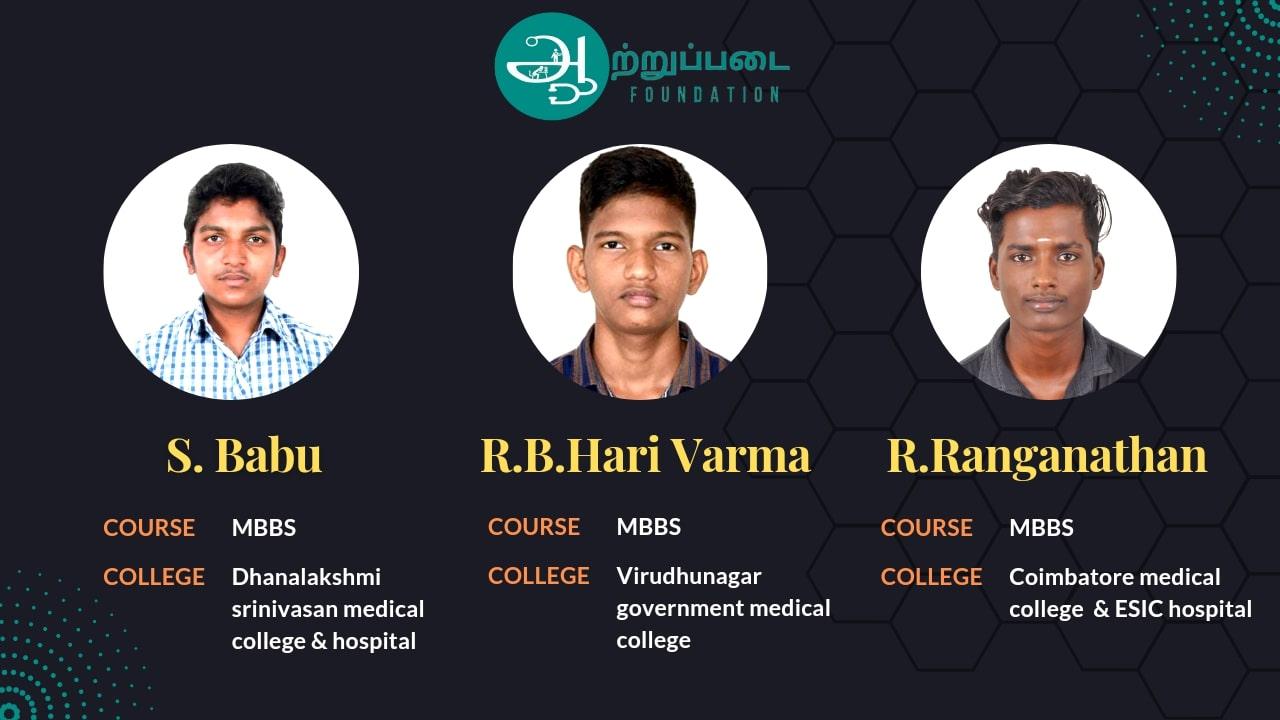 அற்றுப்படை
FOUNDATION
S. Babu
COURSE MBBS
COLLEGE Dhanalakshmi
srinivasan medical
college & hospital
R.B.Hari Varma
COURSE MBBS
COLLEGE Virudhunagar
government medical
college
R.Ranganathan
COURSE MBBS
COLLEGE Coimbatore medical
college & ESIC hospital